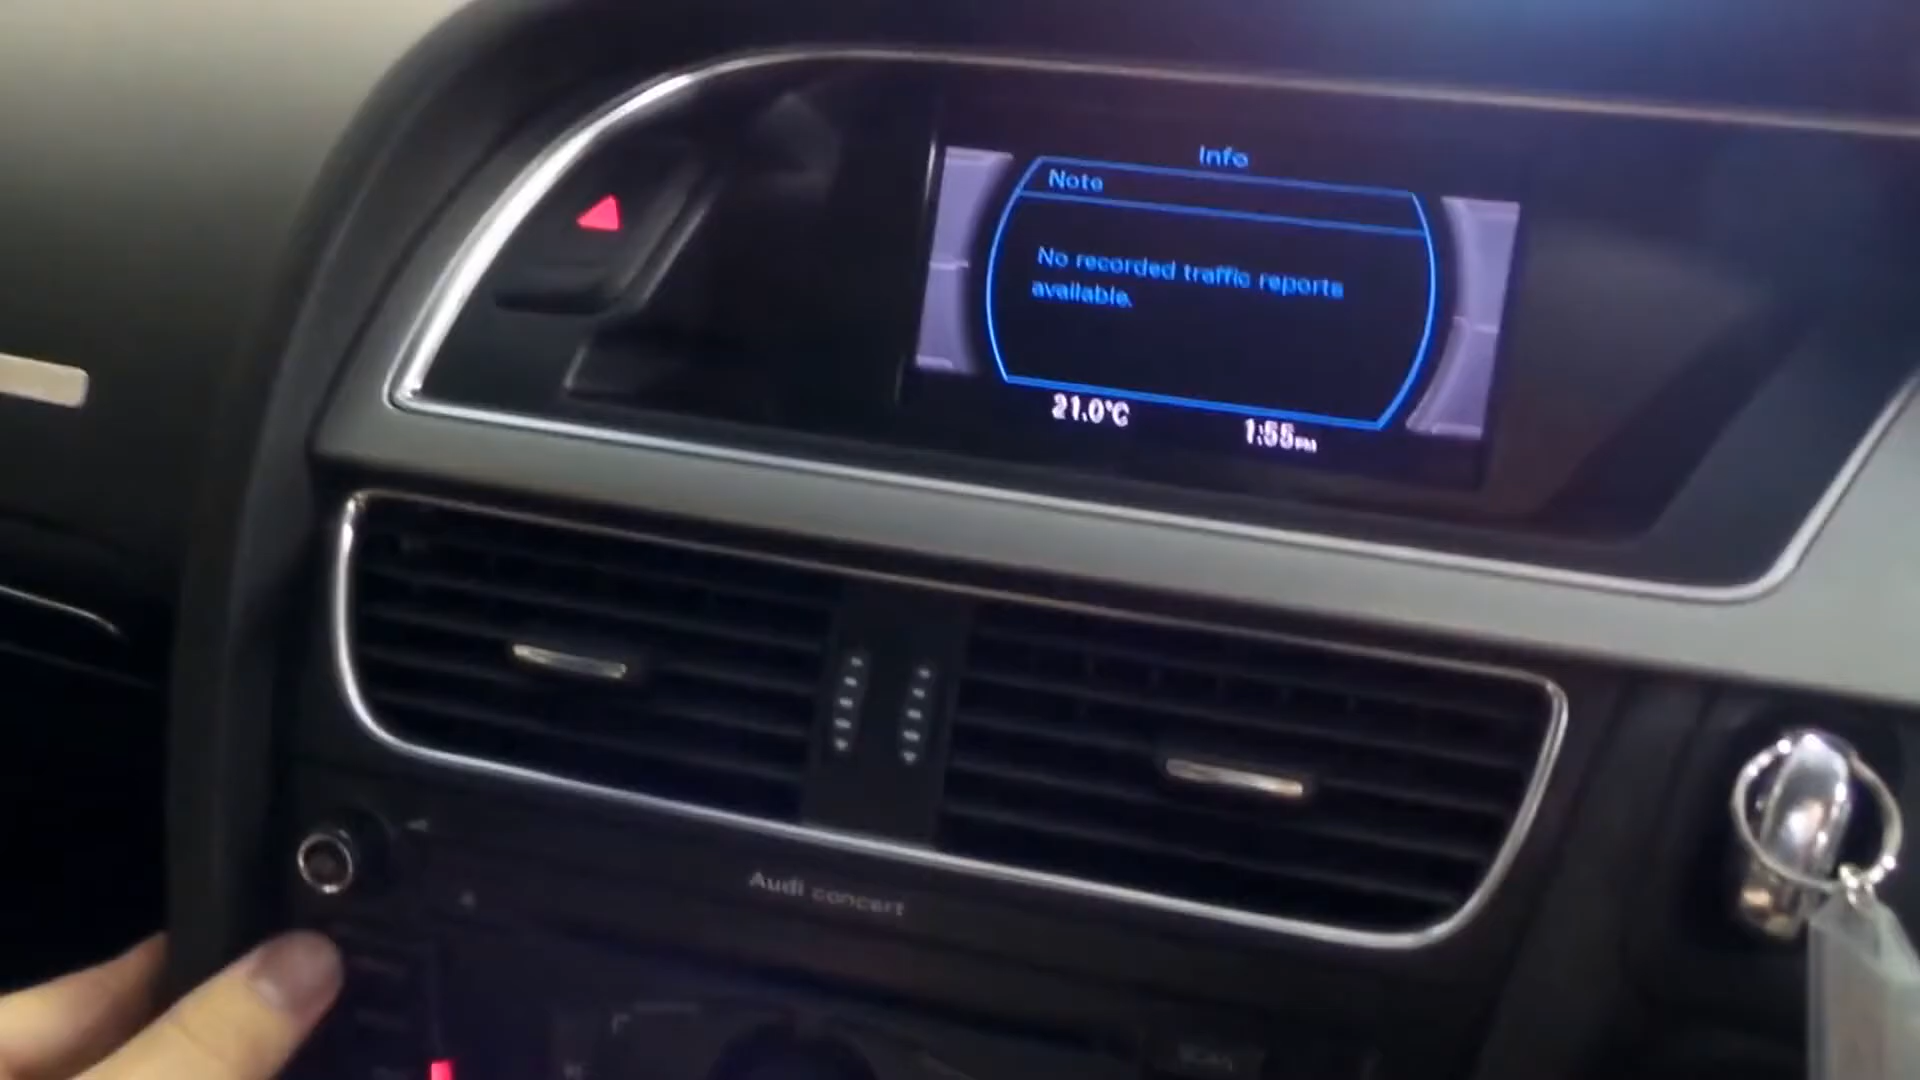 Info
Note
No recorded traffic reports
available.
21.0°C
1:55PM
Audi concert